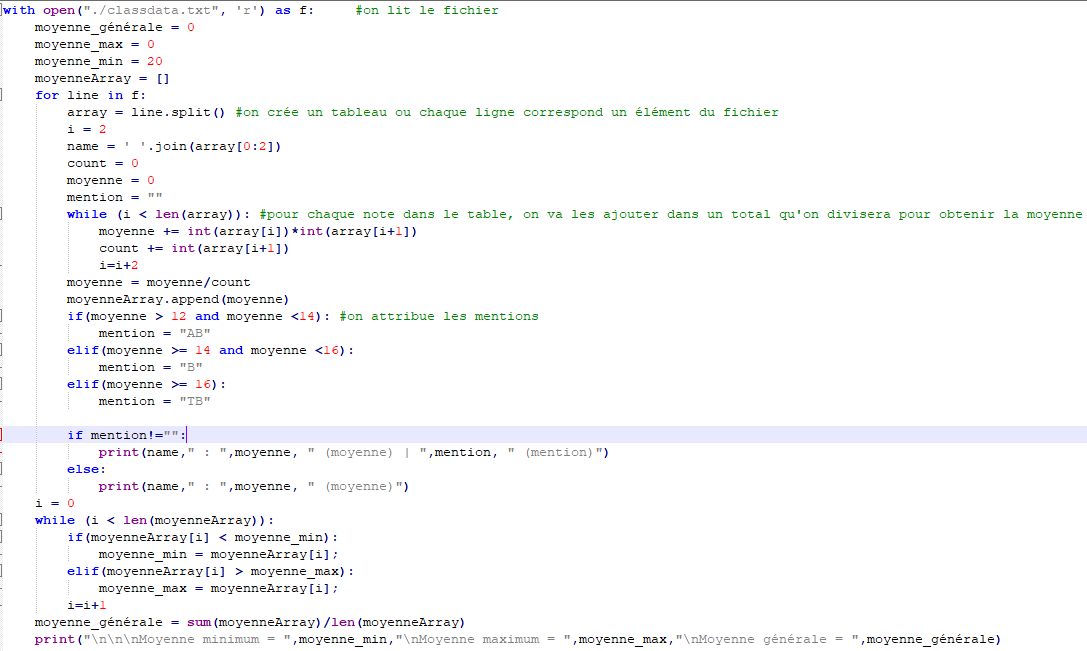 with open("./classdata.txt", 'r') as f:     #on lit le fichier
    moyenne_générale = 0
    moyenne_max = 0
    moyenne_min = 20
    moyenneArray = []
    for line in f:
        array = line.split() #on crée un tableau ou chaque ligne correspond un élément du fichier
        i = 2
        name = ' '.join(array[0:2])
        count = 0
        moyenne = 0
        mention = ""
        while (i < len(array)): #pour chaque note dans le table, on va les ajouter dans un total qu'on divisera pour obtenir la moyenne
            moyenne += int(array[i])*int(array[i+1])
            count += int(array[i+1])
            i=i+2
        moyenne = moyenne/count
        moyenneArray.append(moyenne)
        if(moyenne > 12 and moyenne <14): #on attribue les mentions
            mention = "AB"
        elif(moyenne >= 14 and moyenne <16):
            mention = "B"
        elif(moyenne >= 16):
            mention = "TB"

        if mention!="":
            print(name," : ",moyenne, " (moyenne) | ",mention, " (mention)")
        else:
            print(name," : ",moyenne, " (moyenne)")
    i = 0
    while (i < len(moyenneArray)):
        if(moyenneArray[i] < moyenne_min):
            moyenne_min = moyenneArray[i];
        elif(moyenneArray[i] > moyenne_max):
            moyenne_max = moyenneArray[i];
        i=i+1
    moyenne_générale = sum(moyenneArray)/len(moyenneArray)
    print("\n\n\nMoyenne minimum = ",moyenne_min,"\nMoyenne maximum = ",moyenne_max,"\nMoyenne générale = ",moyenne_générale)